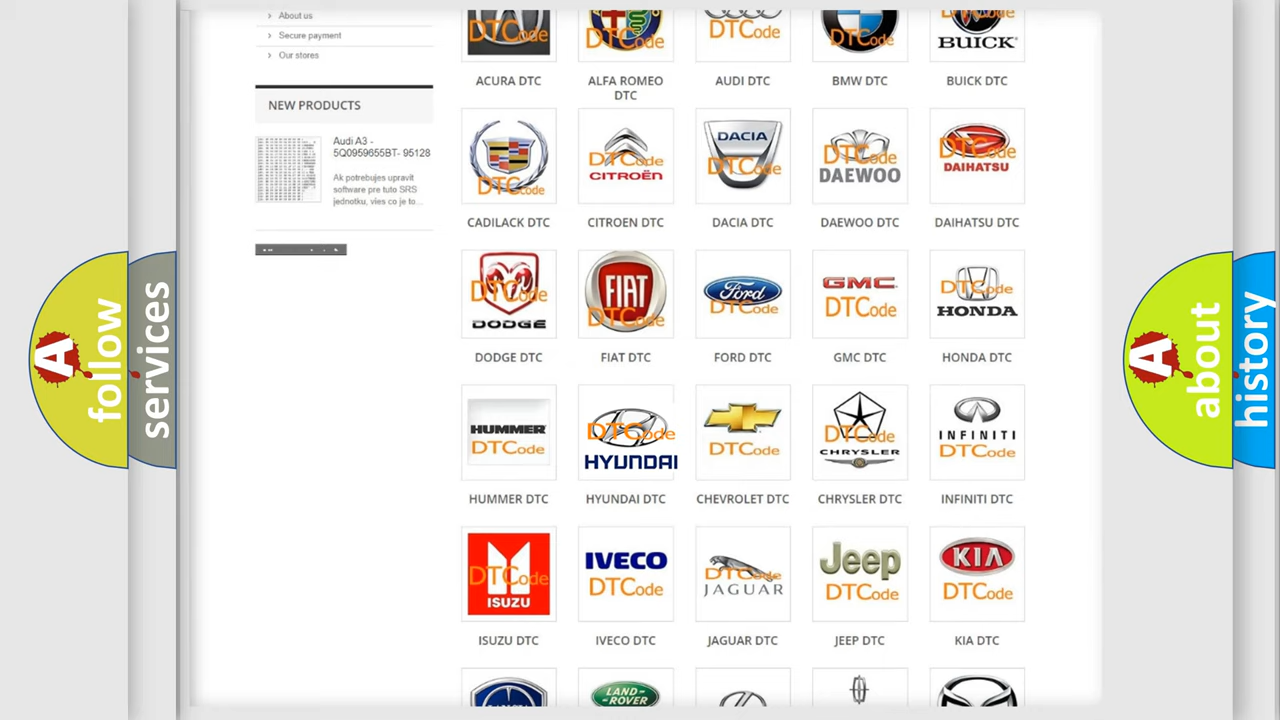 About us
Secure payment
Our stores
NEW PRODUCTS
Audi A3 -
5Q0959655BT- 95128
Ak potrebujes upravit
software pre tuto SRS
jednotku, vies co je to...
DTCode
DTCode
DTCode
DTCode
BUICK
ACURA DTC
ALFA ROMEO
DTC
AUDI DTC
BMW DTC
BUICK DTC
DTCode
DTCode
CITROËN
DACIA
DTCode
DTCode
DAEWOO
DTCode
DAIHATSU
CADILACK DTC
CITROEN DTC
DACIA DTC
DAEWOO DTC
DAIHATSU DTC
DTCode
DODGE
FIAT
DTCode
Ford
DTCode
GMC
DTCode
DTCode
HONDA
DODGE DTC
FIAT DTC
FORD DTC
GMC DTC
HONDA DTC
HUMMER
DTCode
DTCode
HYUNDAI
DTCode
DTCode
CHRYSLER
INFINITI
DTCode
HUMMER DTC
HYUNDAI DTC
CHEVROLET DTC
CHRYSLER DTC
INFINITI DTC
DTCode
ISUZU
IVECO
DTCode
DTCode
JAGUAR
Jeep
DTCode
KIA
DTCode
ISUZU DTC
IVECO DTC
JAGUAR DTC
JEEP DTC
KIA DTC
LAND-
ROVER
A
follow
services
A
about
history